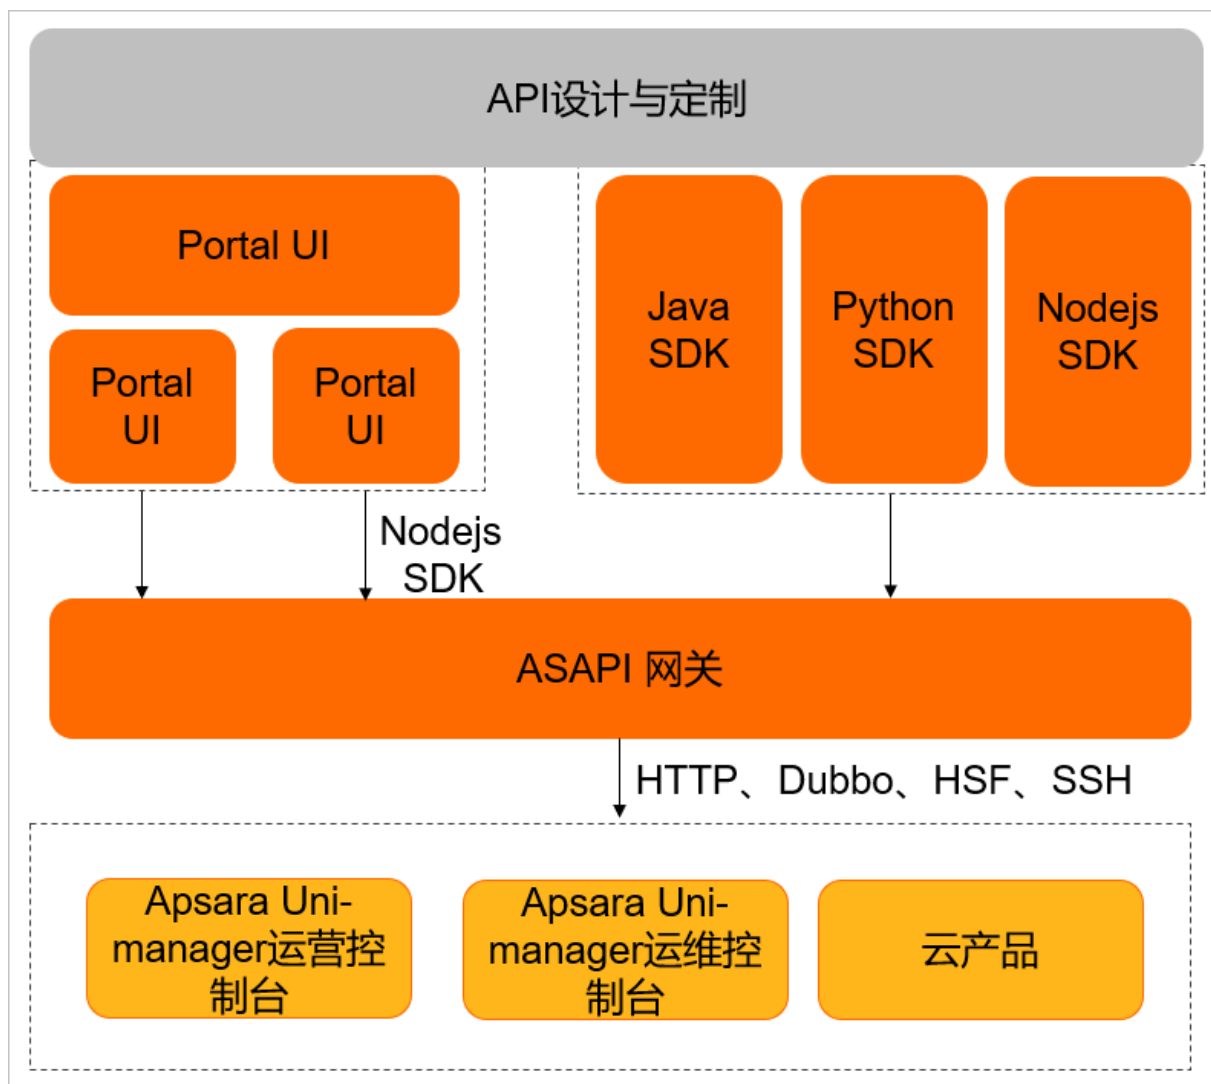 API设计与定制
Portal UI
Portal
UI
Portal
UI
Java
SDK
Python
SDK
Nodejs
SDK
Nodejs
SDK
ASAPI 网关
HTTP、Dubbo、HSF、SSH
Apsara Uni-
manager运营控
制台
Apsara Uni-
manager运维控
制台
云产品